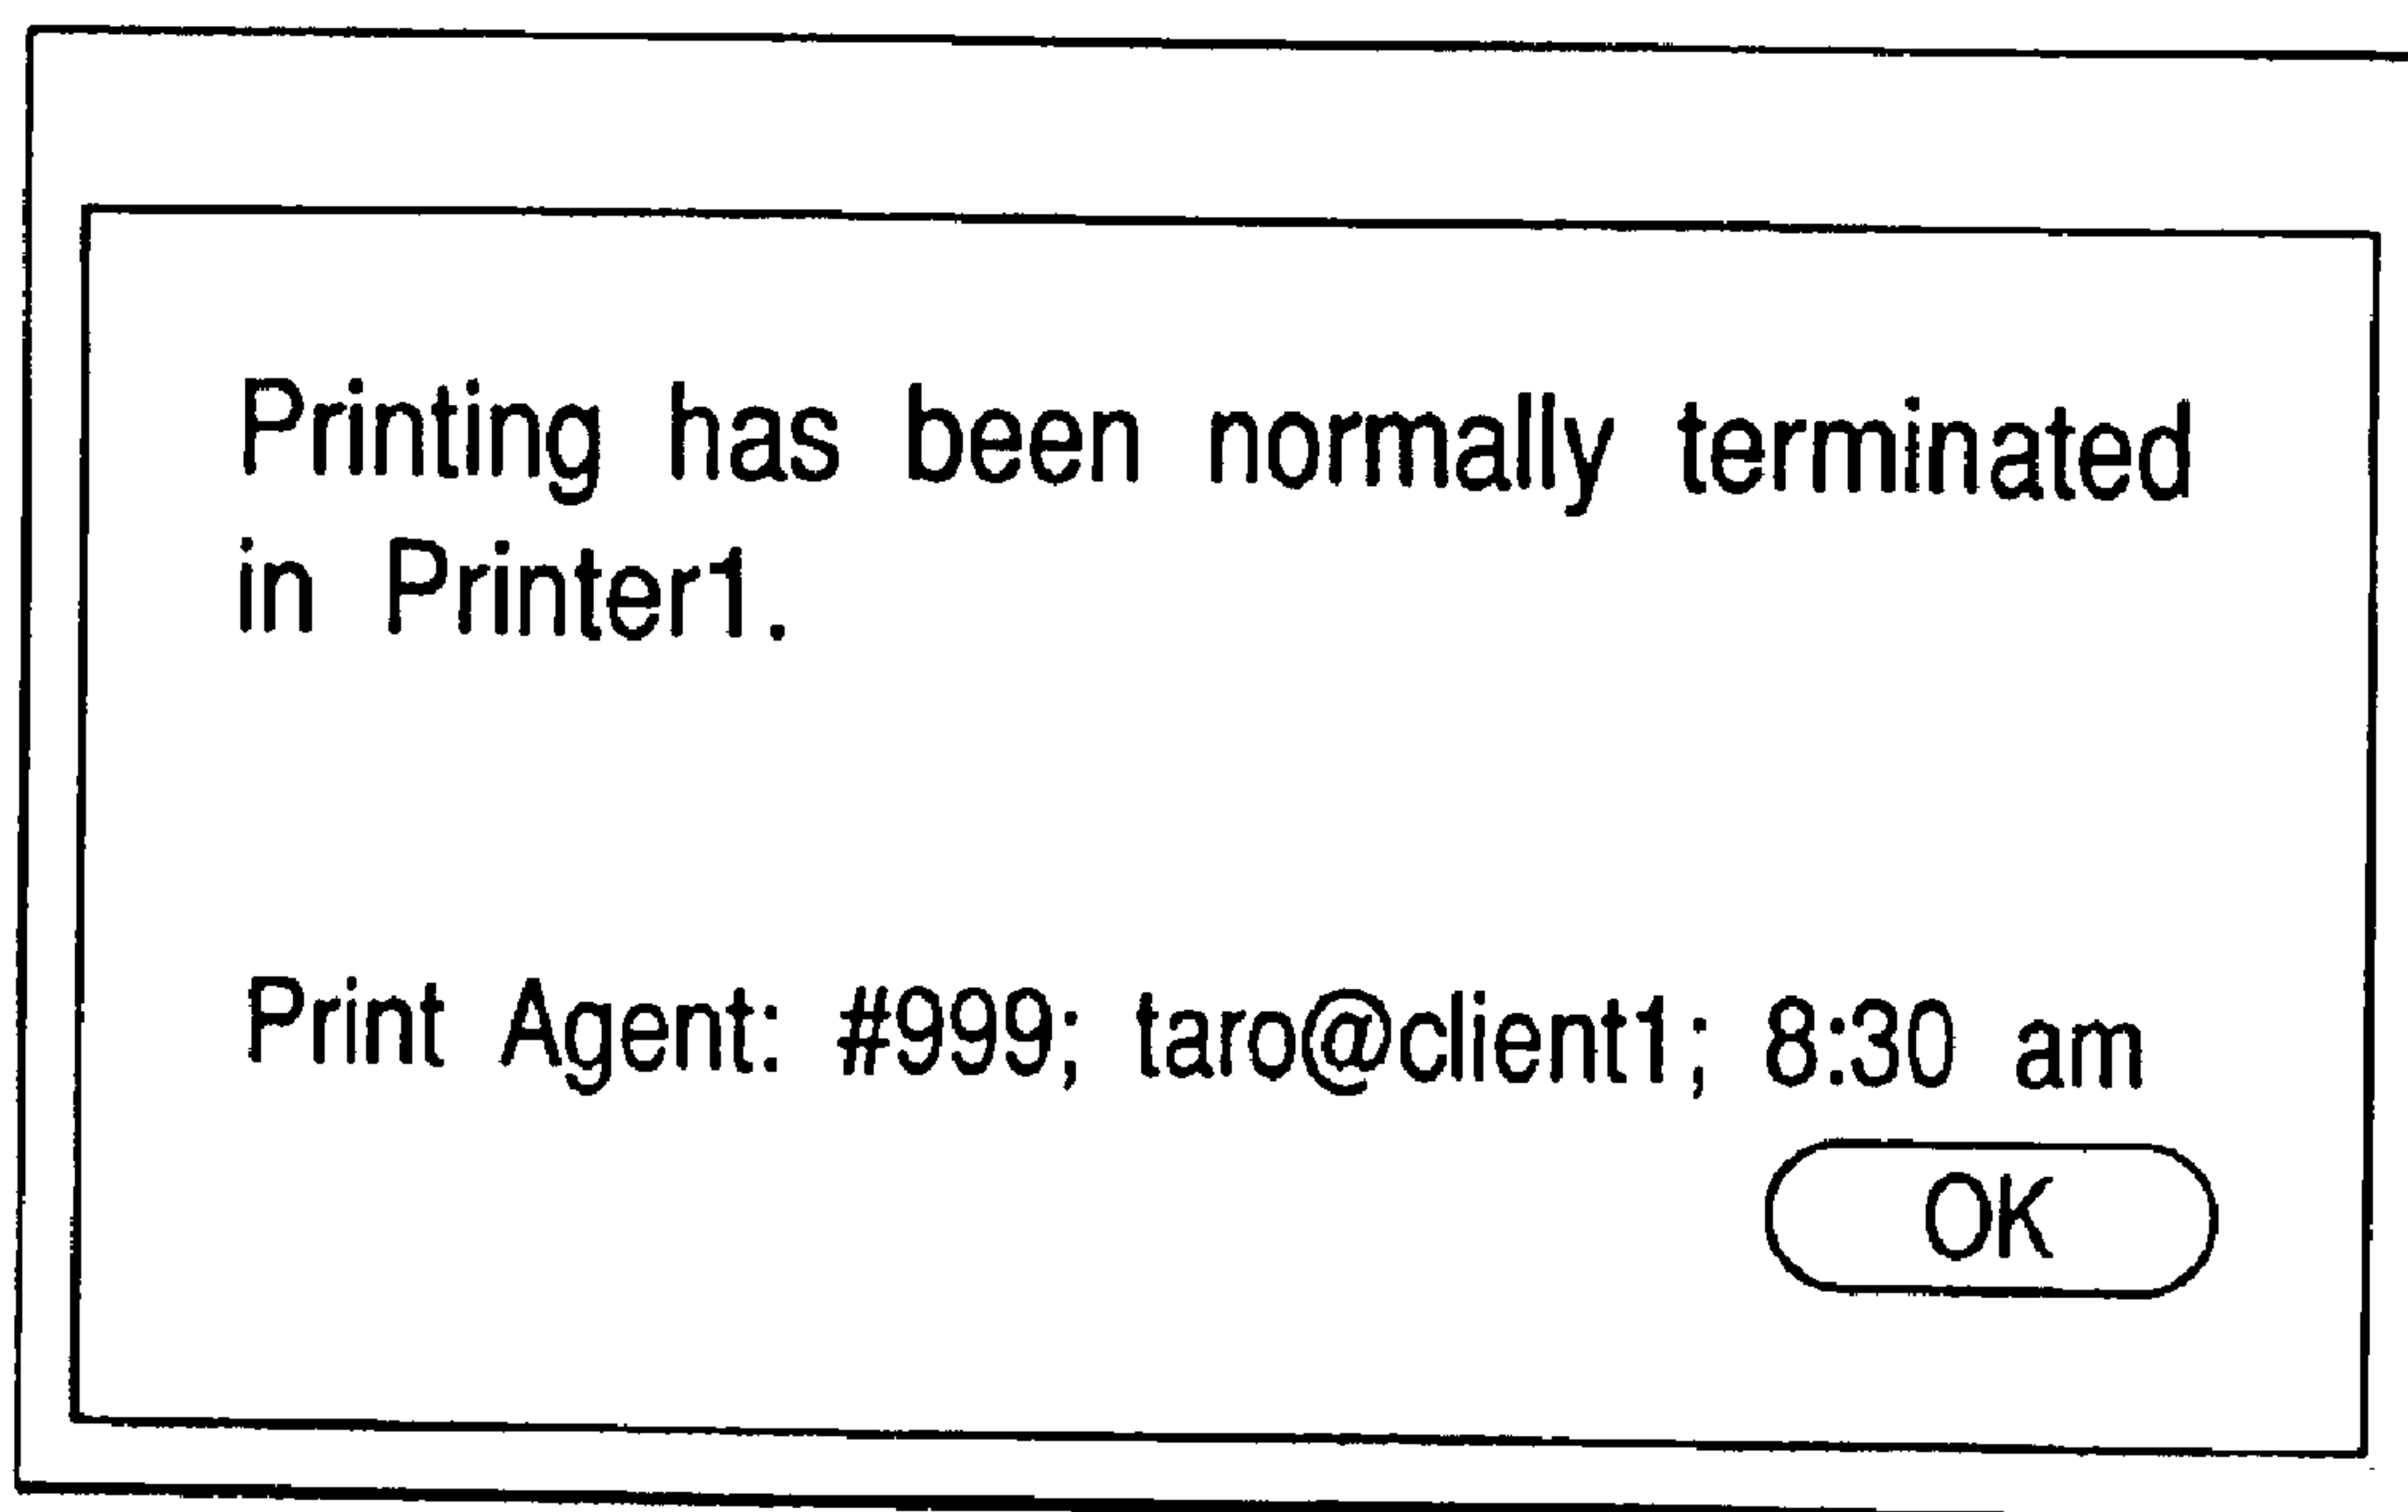 Printing has been normally terminated
in Printer1.
Print Agent: #999; taro@client1; 8:30 am
OK